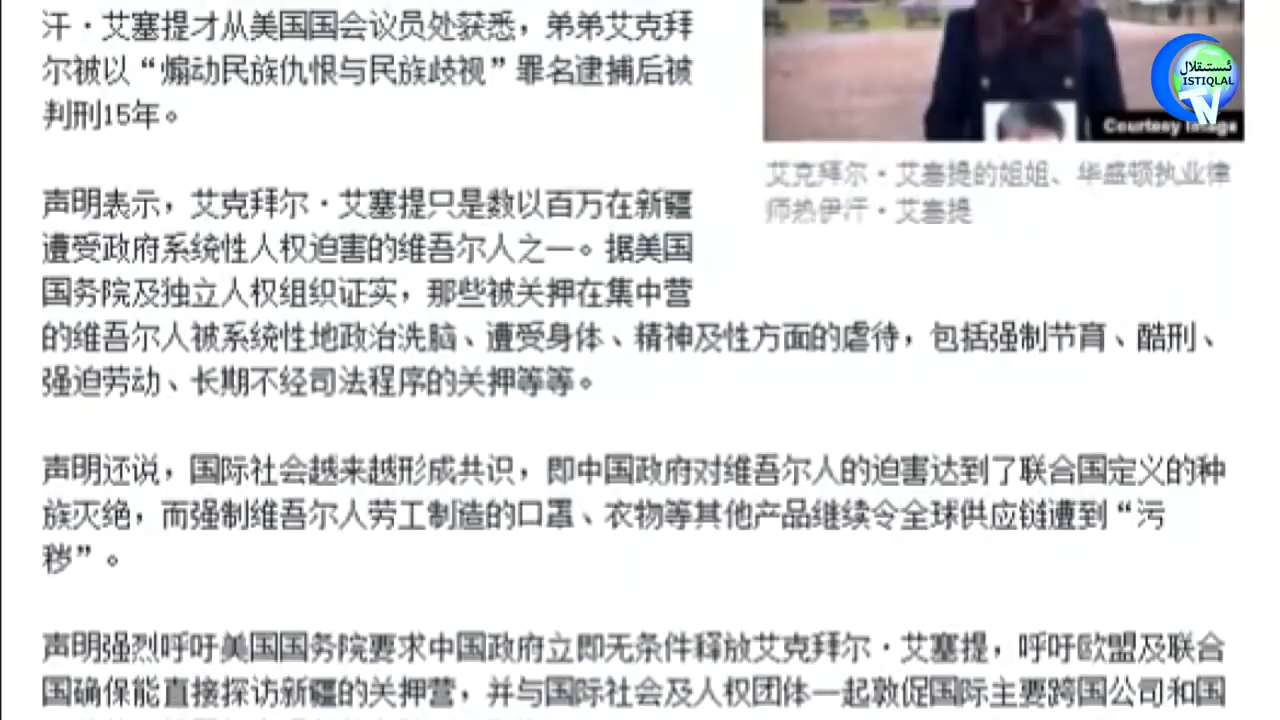 汗·艾塞提才从美国国会议员处获悉，弟弟艾克拜
尔被以“煽动民族仇恨与民族歧视”罪名逮捕后被
判刑15年。
声明表示，艾克拜尔·艾塞提只是数以百万在新疆
遭受政府系统性人权迫害的维吾尔人之一。据美国
国务院及独立人权组织证实，那些被关押在集中营
的维吾尔人被系统性地政治洗脑、遭受身体、精神及性方面的虐待，包括强制节育、酷刑、
强迫劳动、长期不经司法程序的关押等等。
声明还说，国际社会越来越形成共识，即中国政府对维吾尔人的迫害达到了联合国定义的种
族灭绝，而强制维吾尔人劳工制造的口罩、衣物等其他产品继续令全球供应链遭到“污
秽”。
声明强烈呼吁美国国务院要求中国政府立即无条件释放艾克拜尔·艾塞提，呼吁欧盟及联合
国确保能直接探访新疆的关押营，并与国际社会及人权团体一起敦促国际主要跨国公司和国
Courtesy Image
艾克拜尔·艾塞提的姐姐、华盛顿执业律
师热伊汗·艾塞提
ئىستىقلال
ISTIQLAL
TV